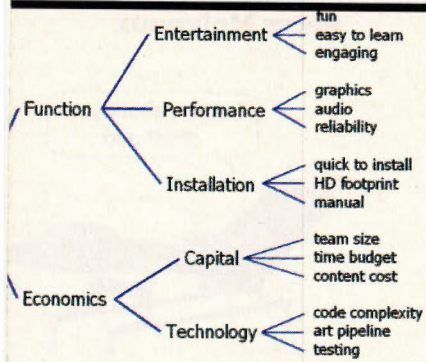 fun
Entertainment
easy to learn
engaging
graphics
Function
Performance
audio
reliability
quick to install
Installation
HD footprint
manual
team size
Capital
time budget
content cost
Economics
code complexity
Technology
art pipeline
testing